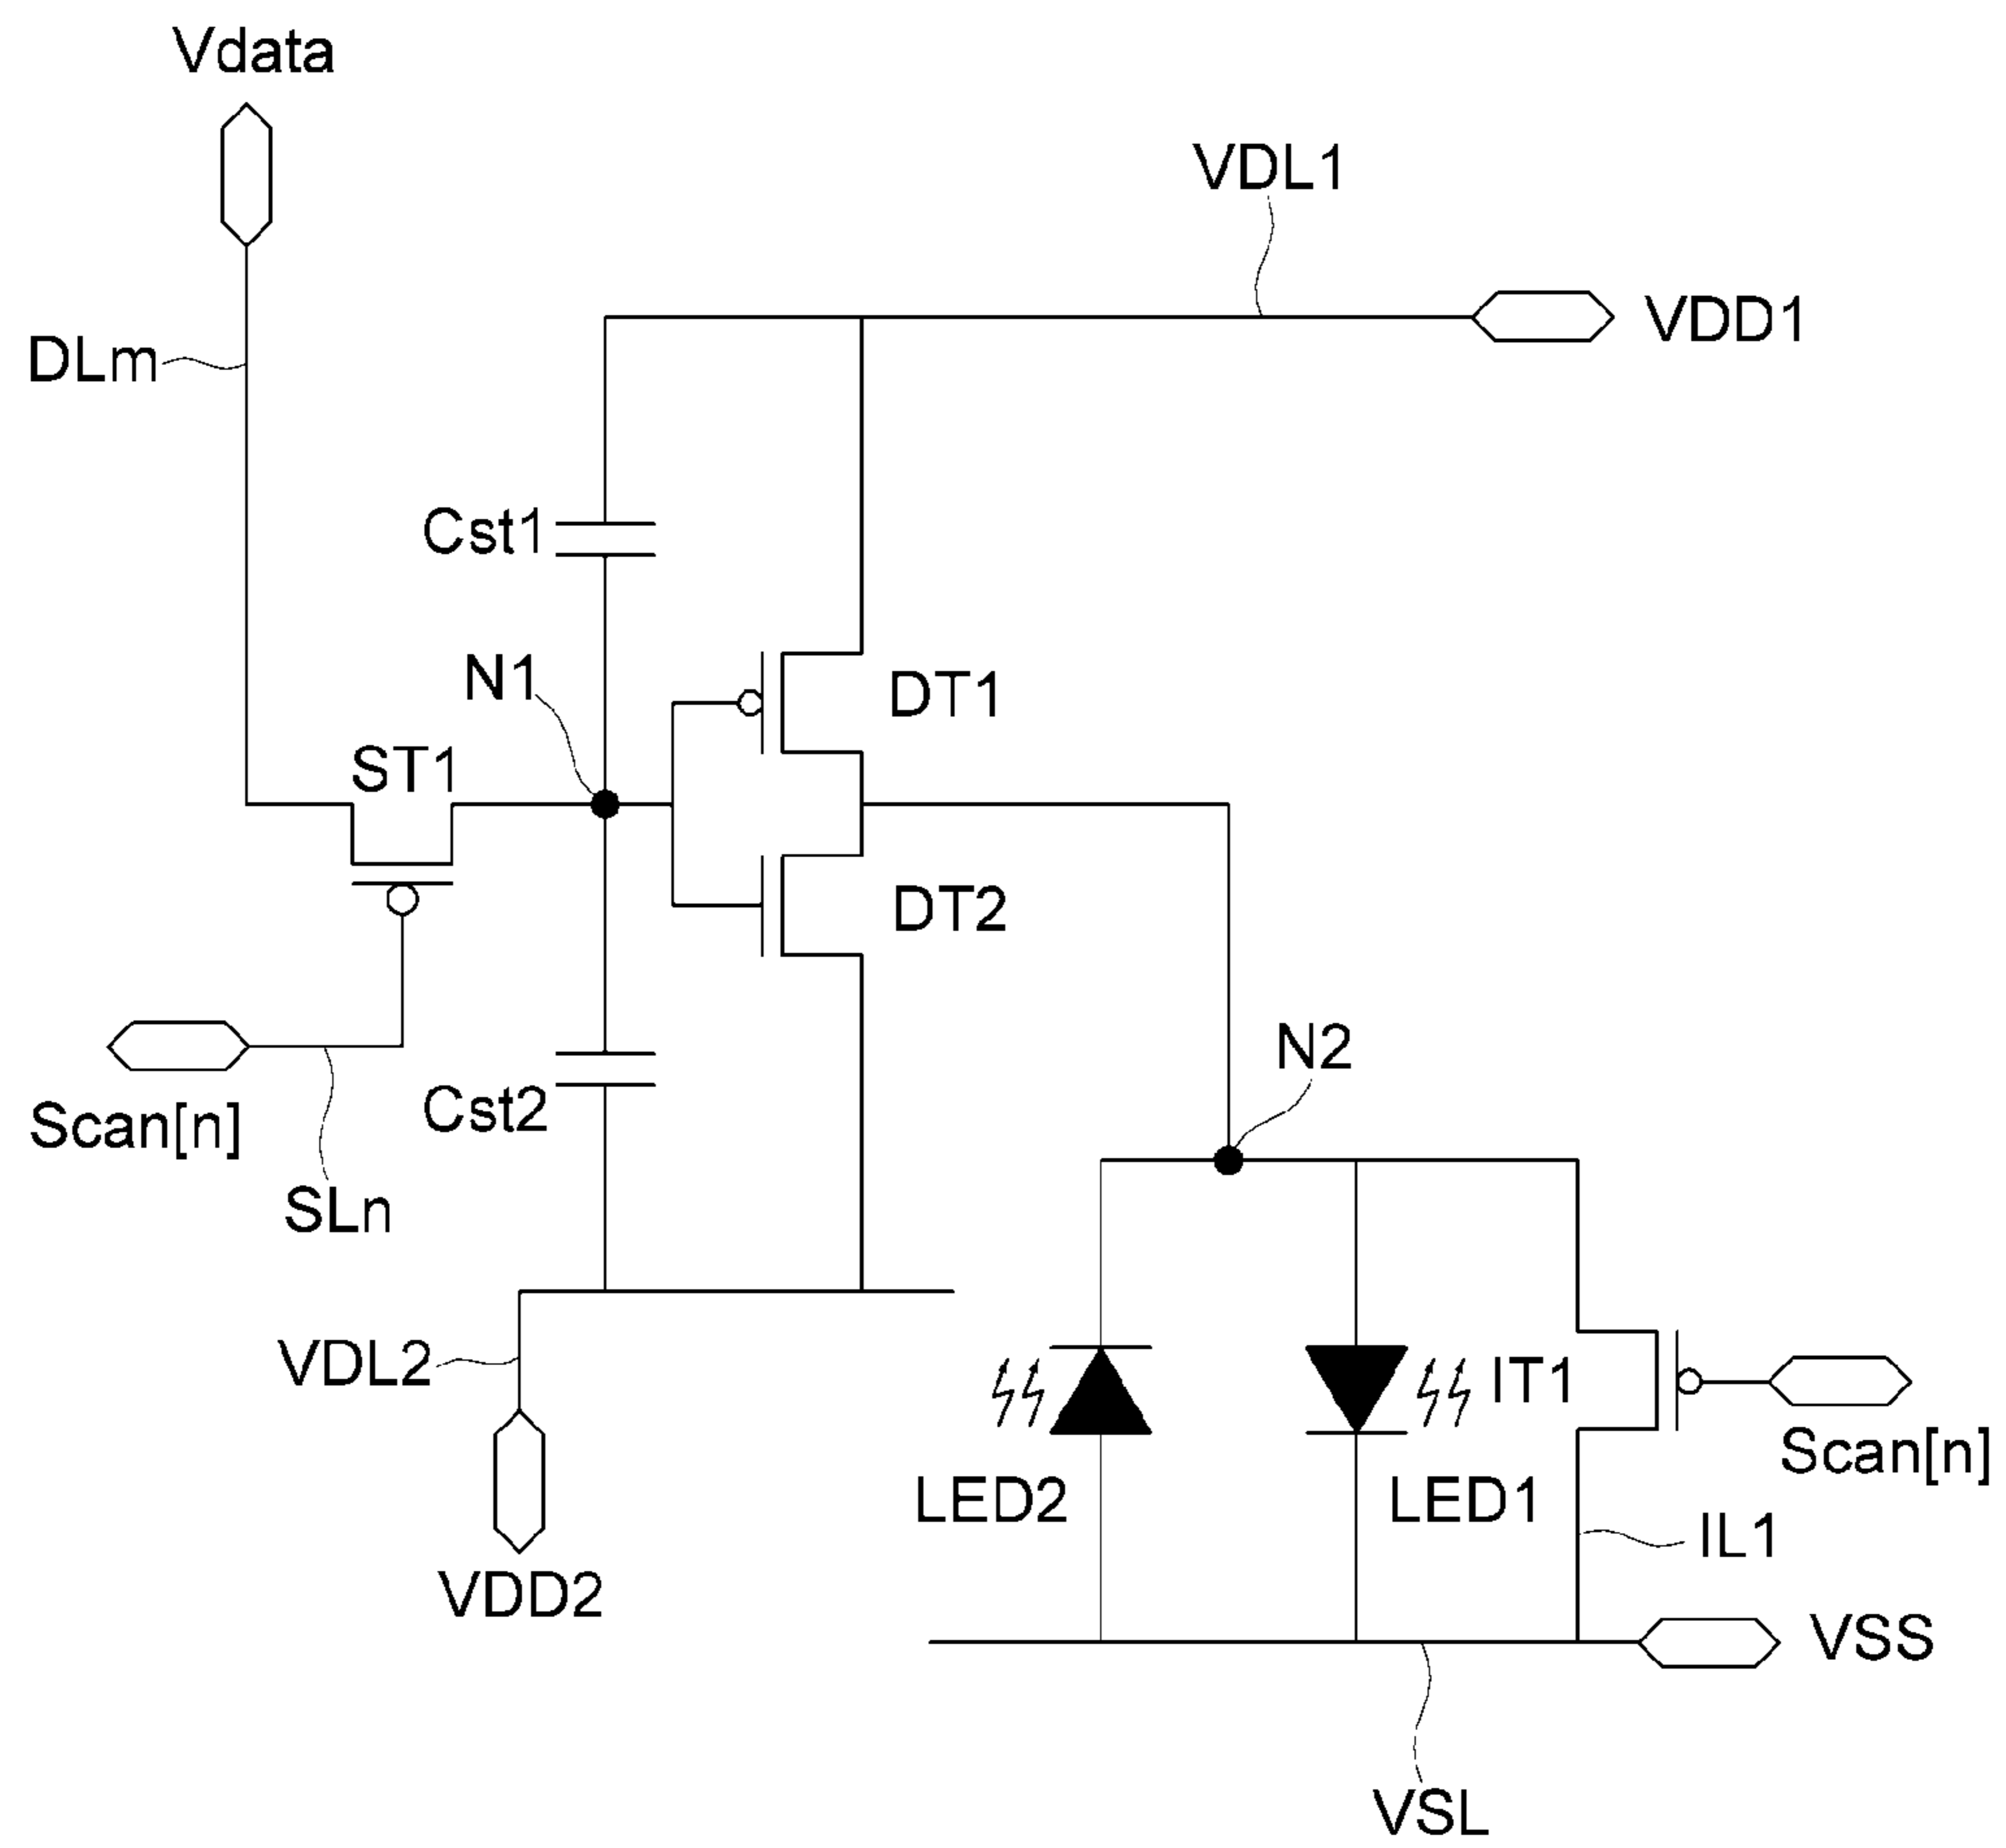 Vdata
VDL1
VDD1
DLm
Cst1
N1
DT1
ST1
DT2
N2
Scan[n]
Cst2
SLn
VDL2
IT1
Scan[n]
LED2
LED1
IL1
VDD2
VSS
VSL